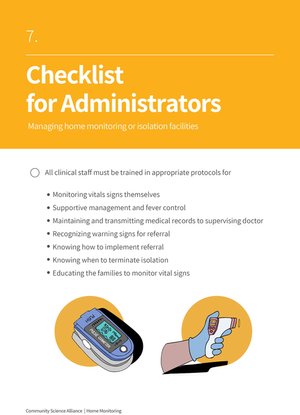 7.
Checklist
for Administrators
Managing home monitoring or isolation facilities
All clinical staff must be trained in appropriate protocols for
Monitoring vitals signs themselves
Supportive management and fever control
Maintaining and transmitting medical records to supervising doctor
Recognizing warning signs for referral
Knowing how to implement referral
Knowing when to terminate isolation
Educating the families to monitor vital signs
Community Science Alliance | Home Monitoring